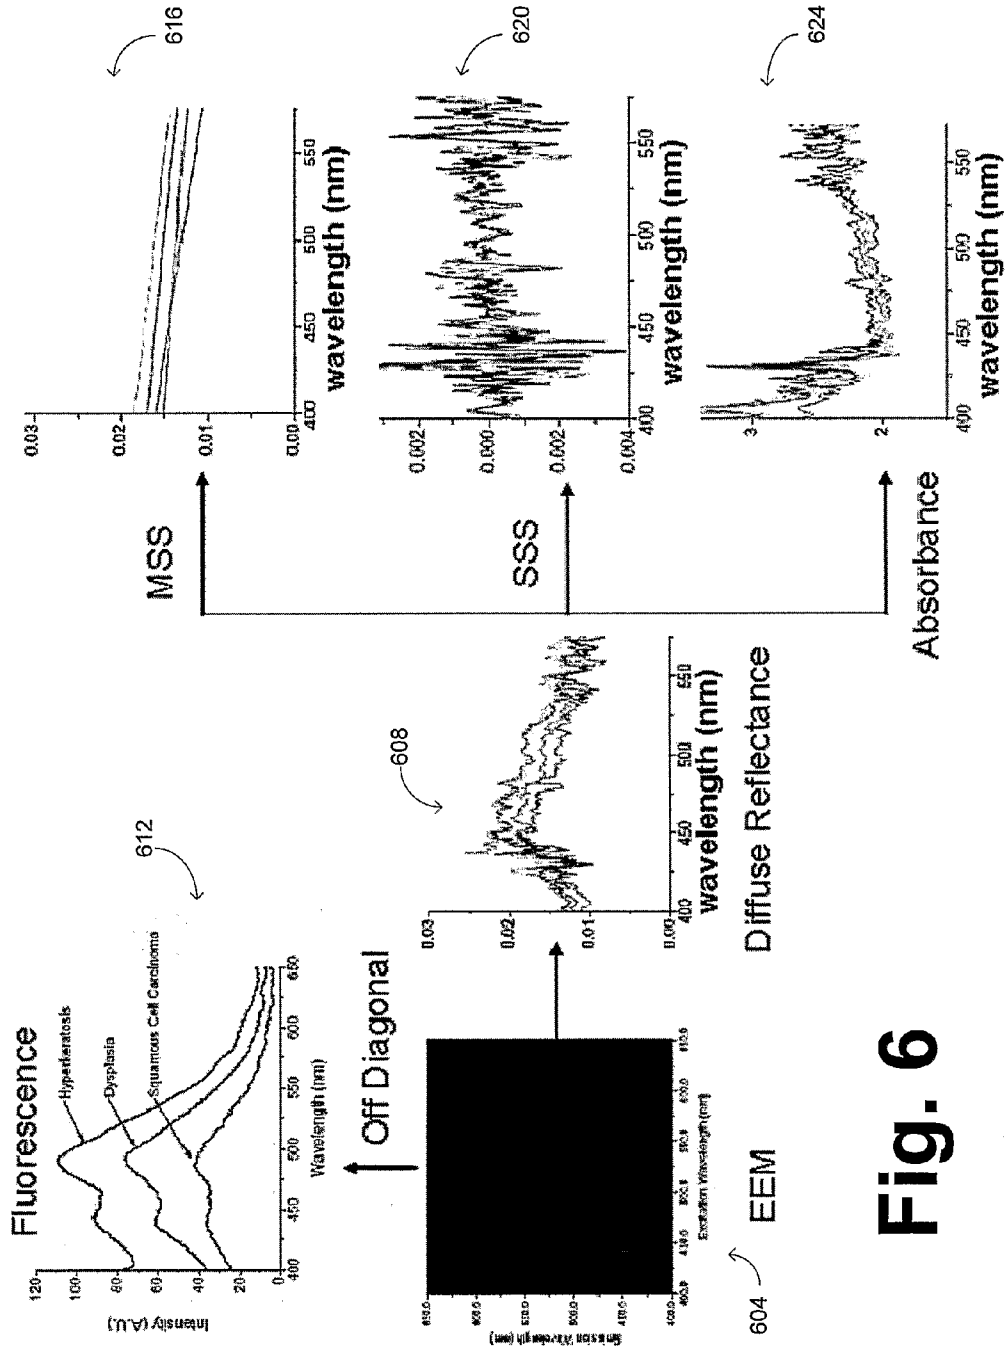 Fluorescence
612
Intensity (A.U.)
120
100
80
60
40
20
0
Hyperkeratosis
Dysplasia
Squamous Cell Carcinoma
400
450
500
550
600
650
Wavelength (nm)
Off Diagonal
Emission Wavelength (nm)
Excitation Wavelength (nm)
604
EEM
608
0.03
0.02
0.01
0.00
400
450
500
550
wavelength (nm)
Diffuse Reflectance
MSS
616
0.03
0.02
0.01
0.00
400
450
500
550
wavelength (nm)
SSS
620
0.002
0.000
0.002
0.004
400
450
500
550
wavelength (nm)
Absorbance
624
3
2
400
450
500
550
wavelength (nm)
Fig. 6